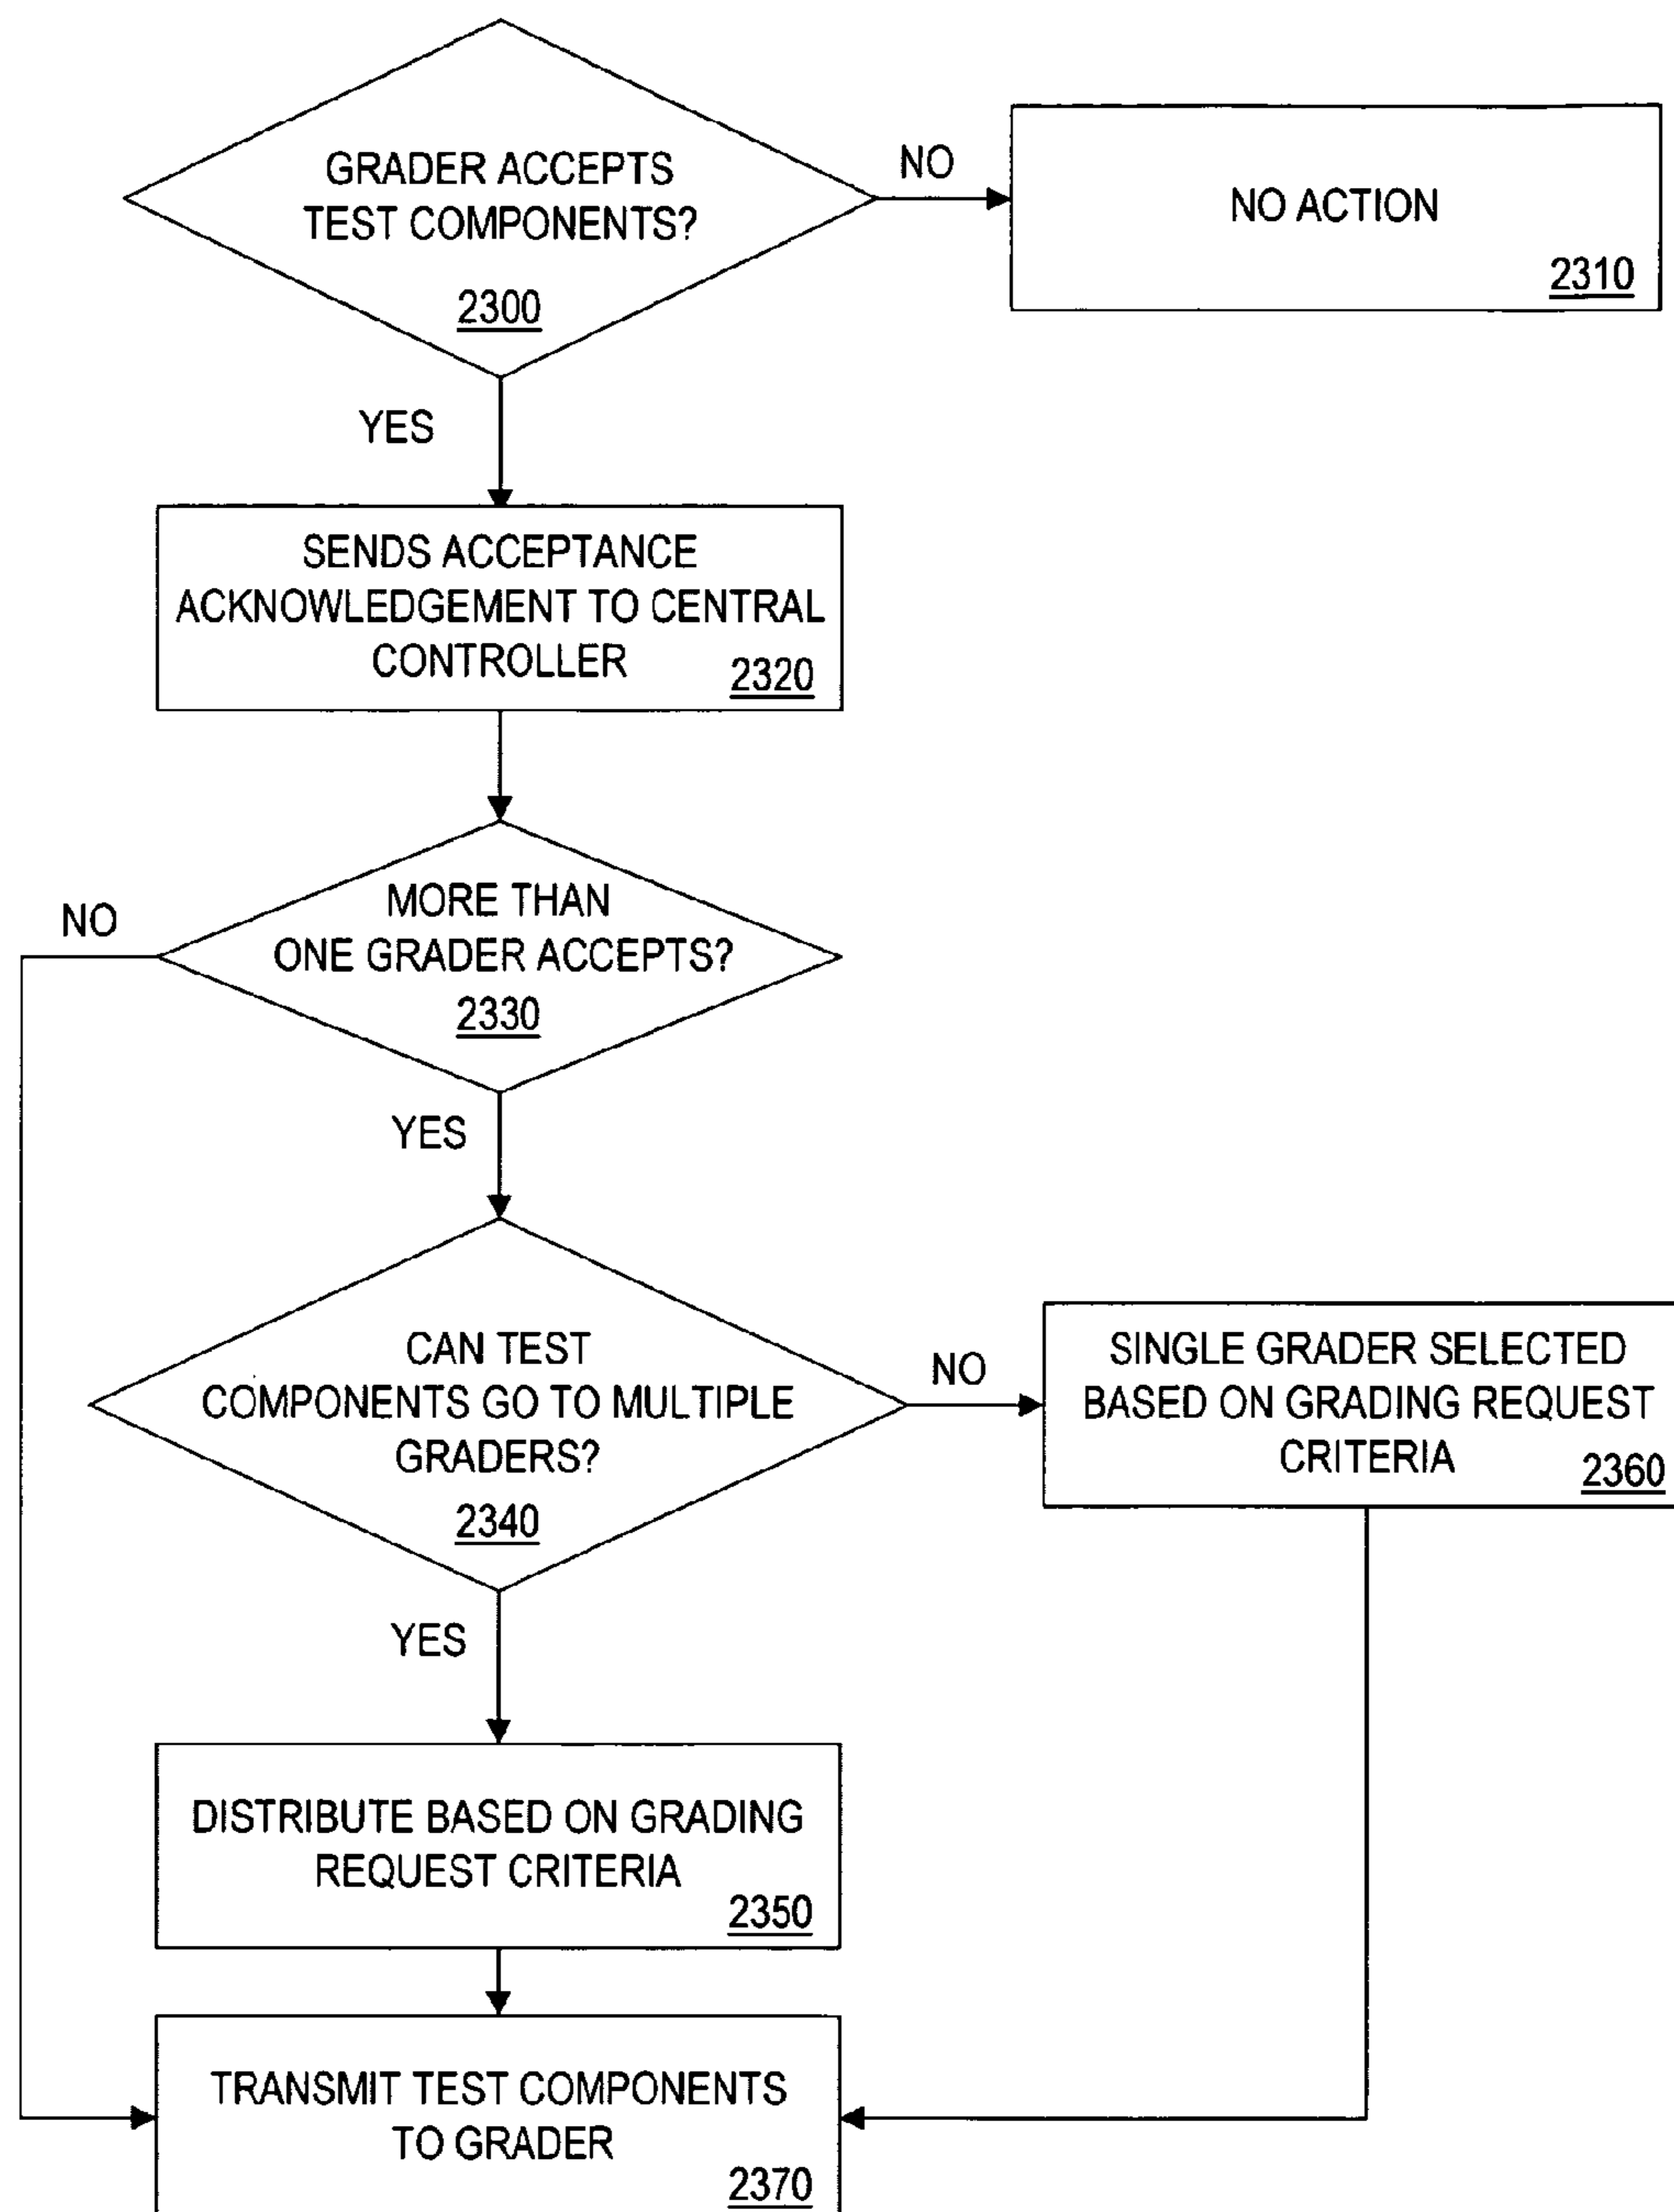 GRADER ACCEPTS
TEST COMPONENTS?
2300
NO
NO ACTION
2310
YES
SENDS ACCEPTANCE
ACKNOWLEDGEMENT TO CENTRAL
CONTROLLER
2320
NO
MORE THAN
ONE GRADER ACCEPTS?
2330
YES
CAN TEST
COMPONENTS GO TO MULTIPLE
GRADERS?
2340
NO
SINGLE GRADER SELECTED
BASED ON GRADING REQUEST
CRITERIA
2360
YES
DISTRIBUTE BASED ON GRADING
REQUEST CRITERIA
2350
TRANSMIT TEST COMPONENTS
TO GRADER
2370